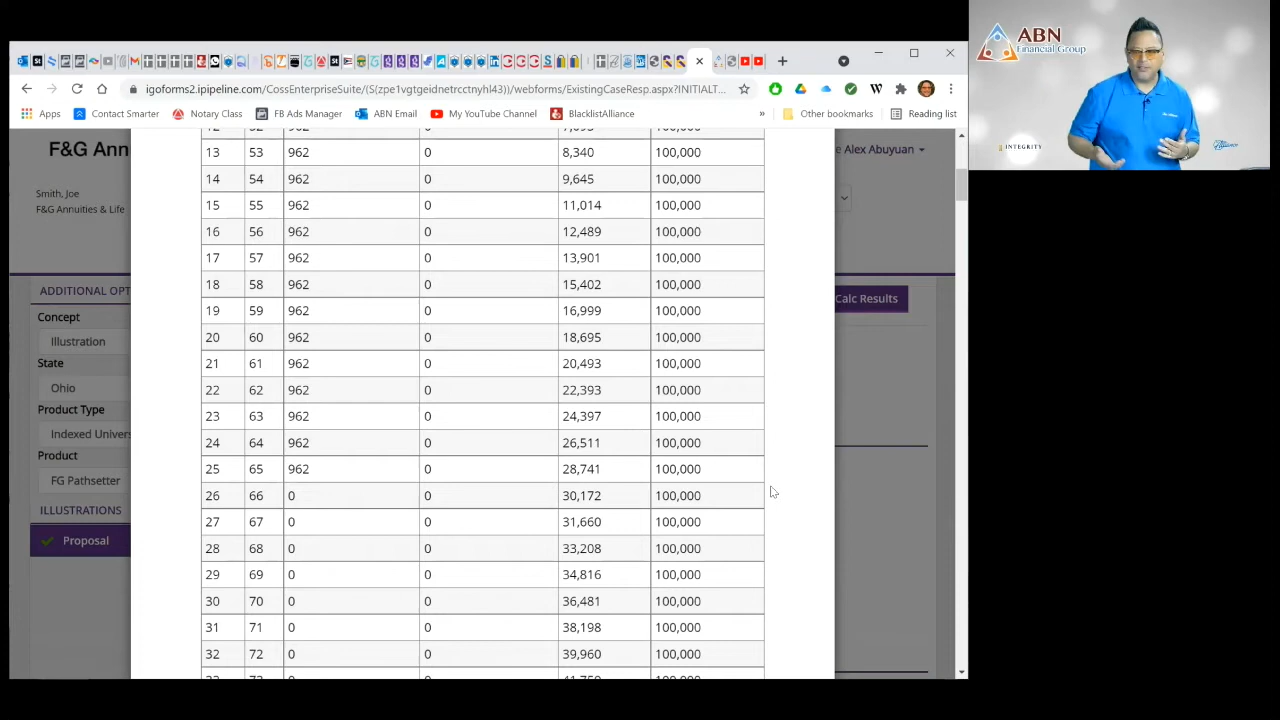 ABN
Financial Group
INTEGRITY
igoforms2.ipipeline.com/CossEnterpriseSuite/(S(zpe1vgtgeidnetrcctnyhl43))/webforms/ExistingCaseResp.aspx?INITIALT...
Apps Contact Smarter Notary Class FB Ads Manager ABN Email My YouTube Channel BlacklistAlliance » Other bookmarks Reading list
F&G Ann
e Alex Abuyuan
Smith, Joe
F&G Annuities & Life
ADDITIONAL OPT
Concept
Illustration
State
Ohio
Product Type
Indexed Univers
Product
FG Pathsetter
ILLUSTRATIONS
Proposal
Calc Results
12 52 962 0 7,095 100,000
13 53 962 0 8,340 100,000
14 54 962 0 9,645 100,000
15 55 962 0 11,014 100,000
16 56 962 0 12,489 100,000
17 57 962 0 13,901 100,000
18 58 962 0 15,402 100,000
19 59 962 0 16,999 100,000
20 60 962 0 18,695 100,000
21 61 962 0 20,493 100,000
22 62 962 0 22,393 100,000
23 63 962 0 24,397 100,000
24 64 962 0 26,511 100,000
25 65 962 0 28,741 100,000
26 66 0 0 30,172 100,000
27 67 0 0 31,660 100,000
28 68 0 0 33,208 100,000
29 69 0 0 34,816 100,000
30 70 0 0 36,481 100,000
31 71 0 0 38,198 100,000
32 72 0 0 39,960 100,000